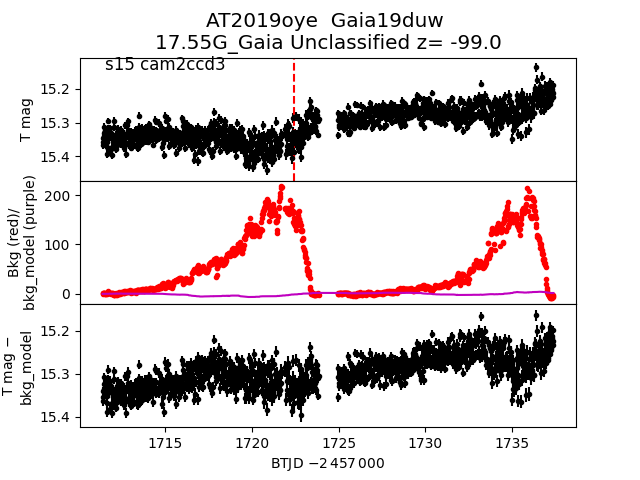 AT2019oye  Gaia19duw
17.55G_Gaia Unclassified z= -99.0
s15 cam2ccd3
T mag
15.2
15.3
15.4
Bkg (red)/
bkg_model (purple)
200
100
0
T mag −
bkg_model
15.2
15.3
15.4
1715 1720 1725 1730 1735
BTJD −2 457 000